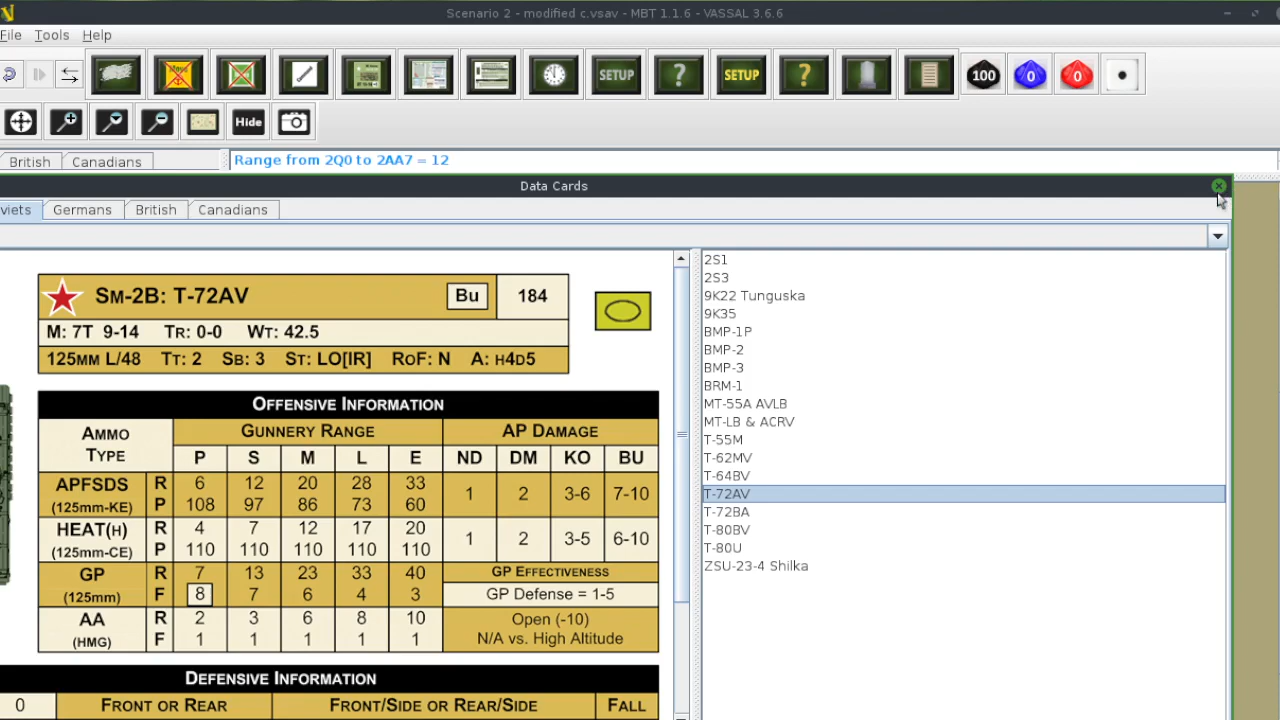 Scenario 2 - modified c.vsav - MBT 1.1.6 - VASSAL 3.6.6
File Tools Help
SETUP ? SETUP ? 100 0 0
Hide
British Canadians Range from 2Q0 to 2AA7 = 12
Data Cards
viets Germans British Canadians
SM-2B: T-72AV Bu 184
M: 7T 9-14 TR: 0-0 WT: 42.5
125MM L/48 TT: 2 SB: 3 ST: LO[IR] ROF: N A: H4D5
OFFENSIVE INFORMATION
AMMO TYPE GUNNERY RANGE AP DAMAGE
P S M L E ND DM KO BU
APFSDS R 6 12 20 28 33 1 2 3-6 7-10
(125mm-KE) P 108 97 86 73 60
HEAT(H) R 4 7 12 17 20 1 2 3-5 6-10
(125mm-CE) P 110 110 110 110 110
GP R 7 13 23 33 40 GP EFFECTIVENESS
(125mm) F 8 7 6 4 3 GP Defense = 1-5
AA R 2 3 6 8 10 Open (-10)
(HMG) F 1 1 1 1 1 N/A vs. High Altitude
DEFENSIVE INFORMATION
0 FRONT OR REAR FRONT/SIDE OR REAR/SIDE FALL
2S1
2S3
9K22 Tunguska
9K35
BMP-1P
BMP-2
BMP-3
BRM-1
MT-55A AVLB
MT-LB & ACRV
T-55M
T-62MV
T-64BV
T-72AV
T-72BA
T-80BV
T-80U
ZSU-23-4 Shilka